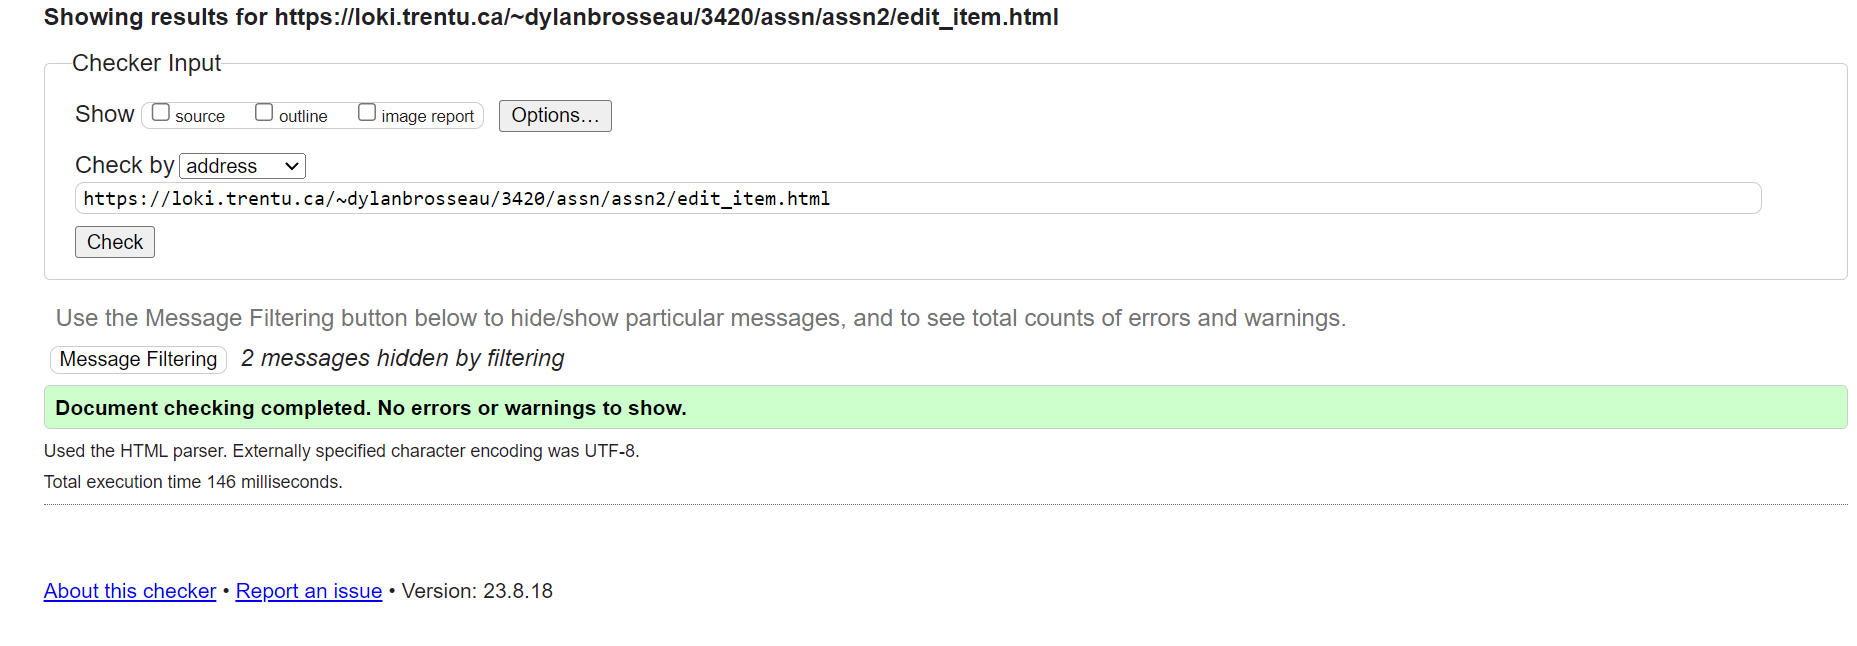 Showing results for https://loki.trentu.ca/~dylanbrosseau/3420/assn/assn2/edit_item.html
Checker Input
Show source outline image report Options…
Check by address
https://loki.trentu.ca/~dylanbrosseau/3420/assn/assn2/edit_item.html
Check
Use the Message Filtering button below to hide/show particular messages, and to see total counts of errors and warnings.
Message Filtering 2 messages hidden by filtering
Document checking completed. No errors or warnings to show.
Used the HTML parser. Externally specified character encoding was UTF-8.
Total execution time 146 milliseconds.
About this checker • Report an issue • Version: 23.8.18